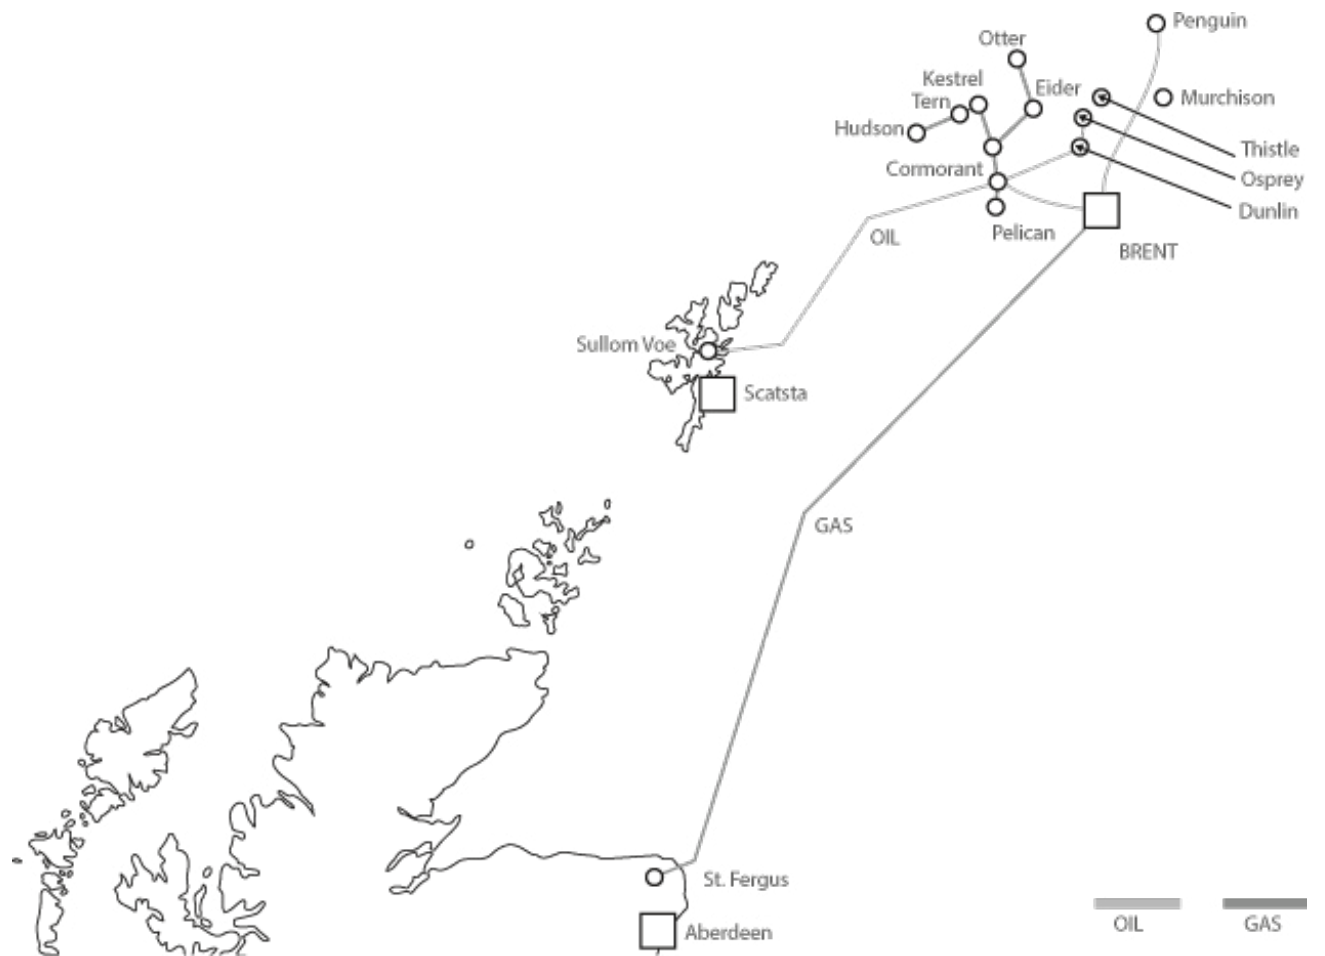 Penguin
Otter
Kestrel
Eider
Tern
Murchison
Hudson
Thistle
Cormorant
Osprey
Dunlin
Pelican
OIL
BRENT
Sullom Voe
Scatsta
GAS
St. Fergus
OIL
GAS
Aberdeen